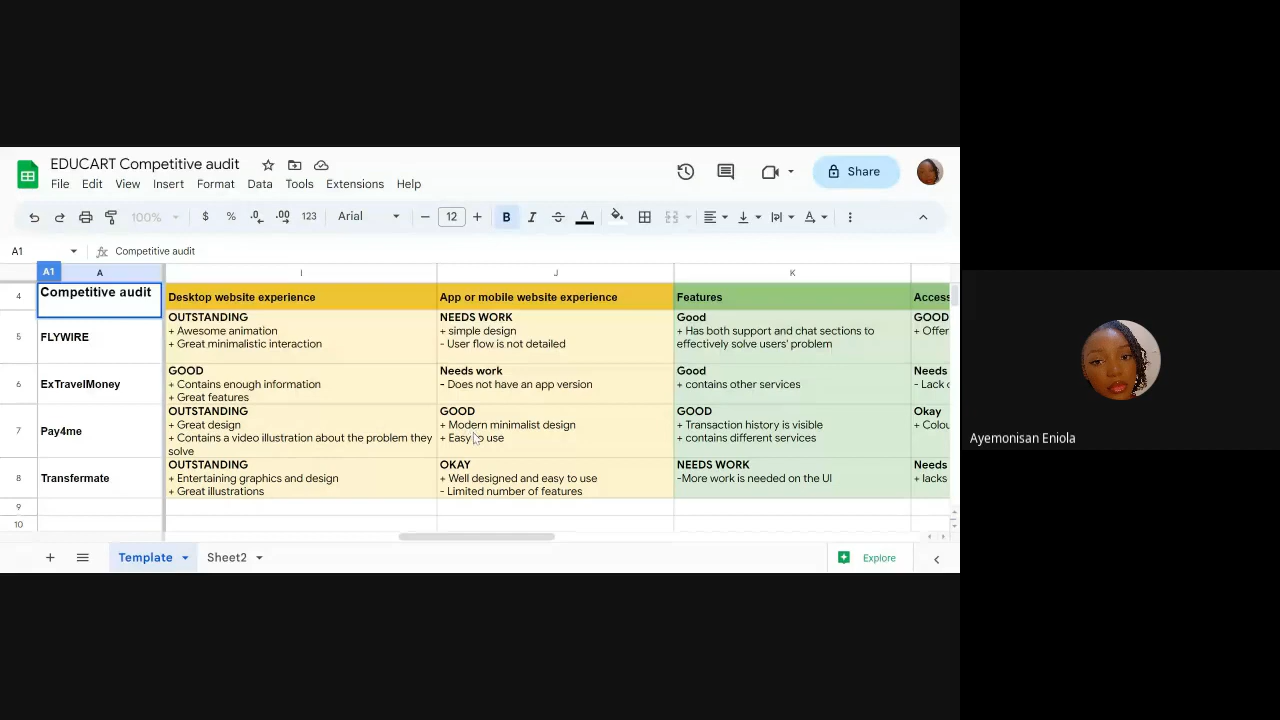 EDUCART Competitive audit
File Edit View Insert Format Data Tools Extensions Help
Share
100% $ % .0 .00 123 Arial 12 B I A
A1 fx Competitive audit
A1 A I J K
4 Competitive audit Desktop website experience App or mobile website experience Features Access
5 FLYWIRE
OUTSTANDING
+ Awesome animation
+ Great minimalistic interaction
NEEDS WORK
+ simple design
- User flow is not detailed
Good
+ Has both support and chat sections to
effectively solve users' problem
GOOD
+ Offer
6 ExTravelMoney
GOOD
+ Contains enough information
+ Great features
Needs work
- Does not have an app version
Good
+ contains other services
Needs
- Lack
7 Pay4me
OUTSTANDING
+ Great design
+ Contains a video illustration about the problem they
solve
GOOD
+ Modern minimalist design
+ Easy to use
GOOD
+ Transaction history is visible
+ contains different services
Okay
+ Colou
8 Transfermate
OUTSTANDING
+ Entertaining graphics and design
+ Great illustrations
OKAY
+ Well designed and easy to use
- Limited number of features
NEEDS WORK
-More work is needed on the UI
Needs
+ lacks
9
10
Template Sheet2 Explore
Ayemonisan Eniola